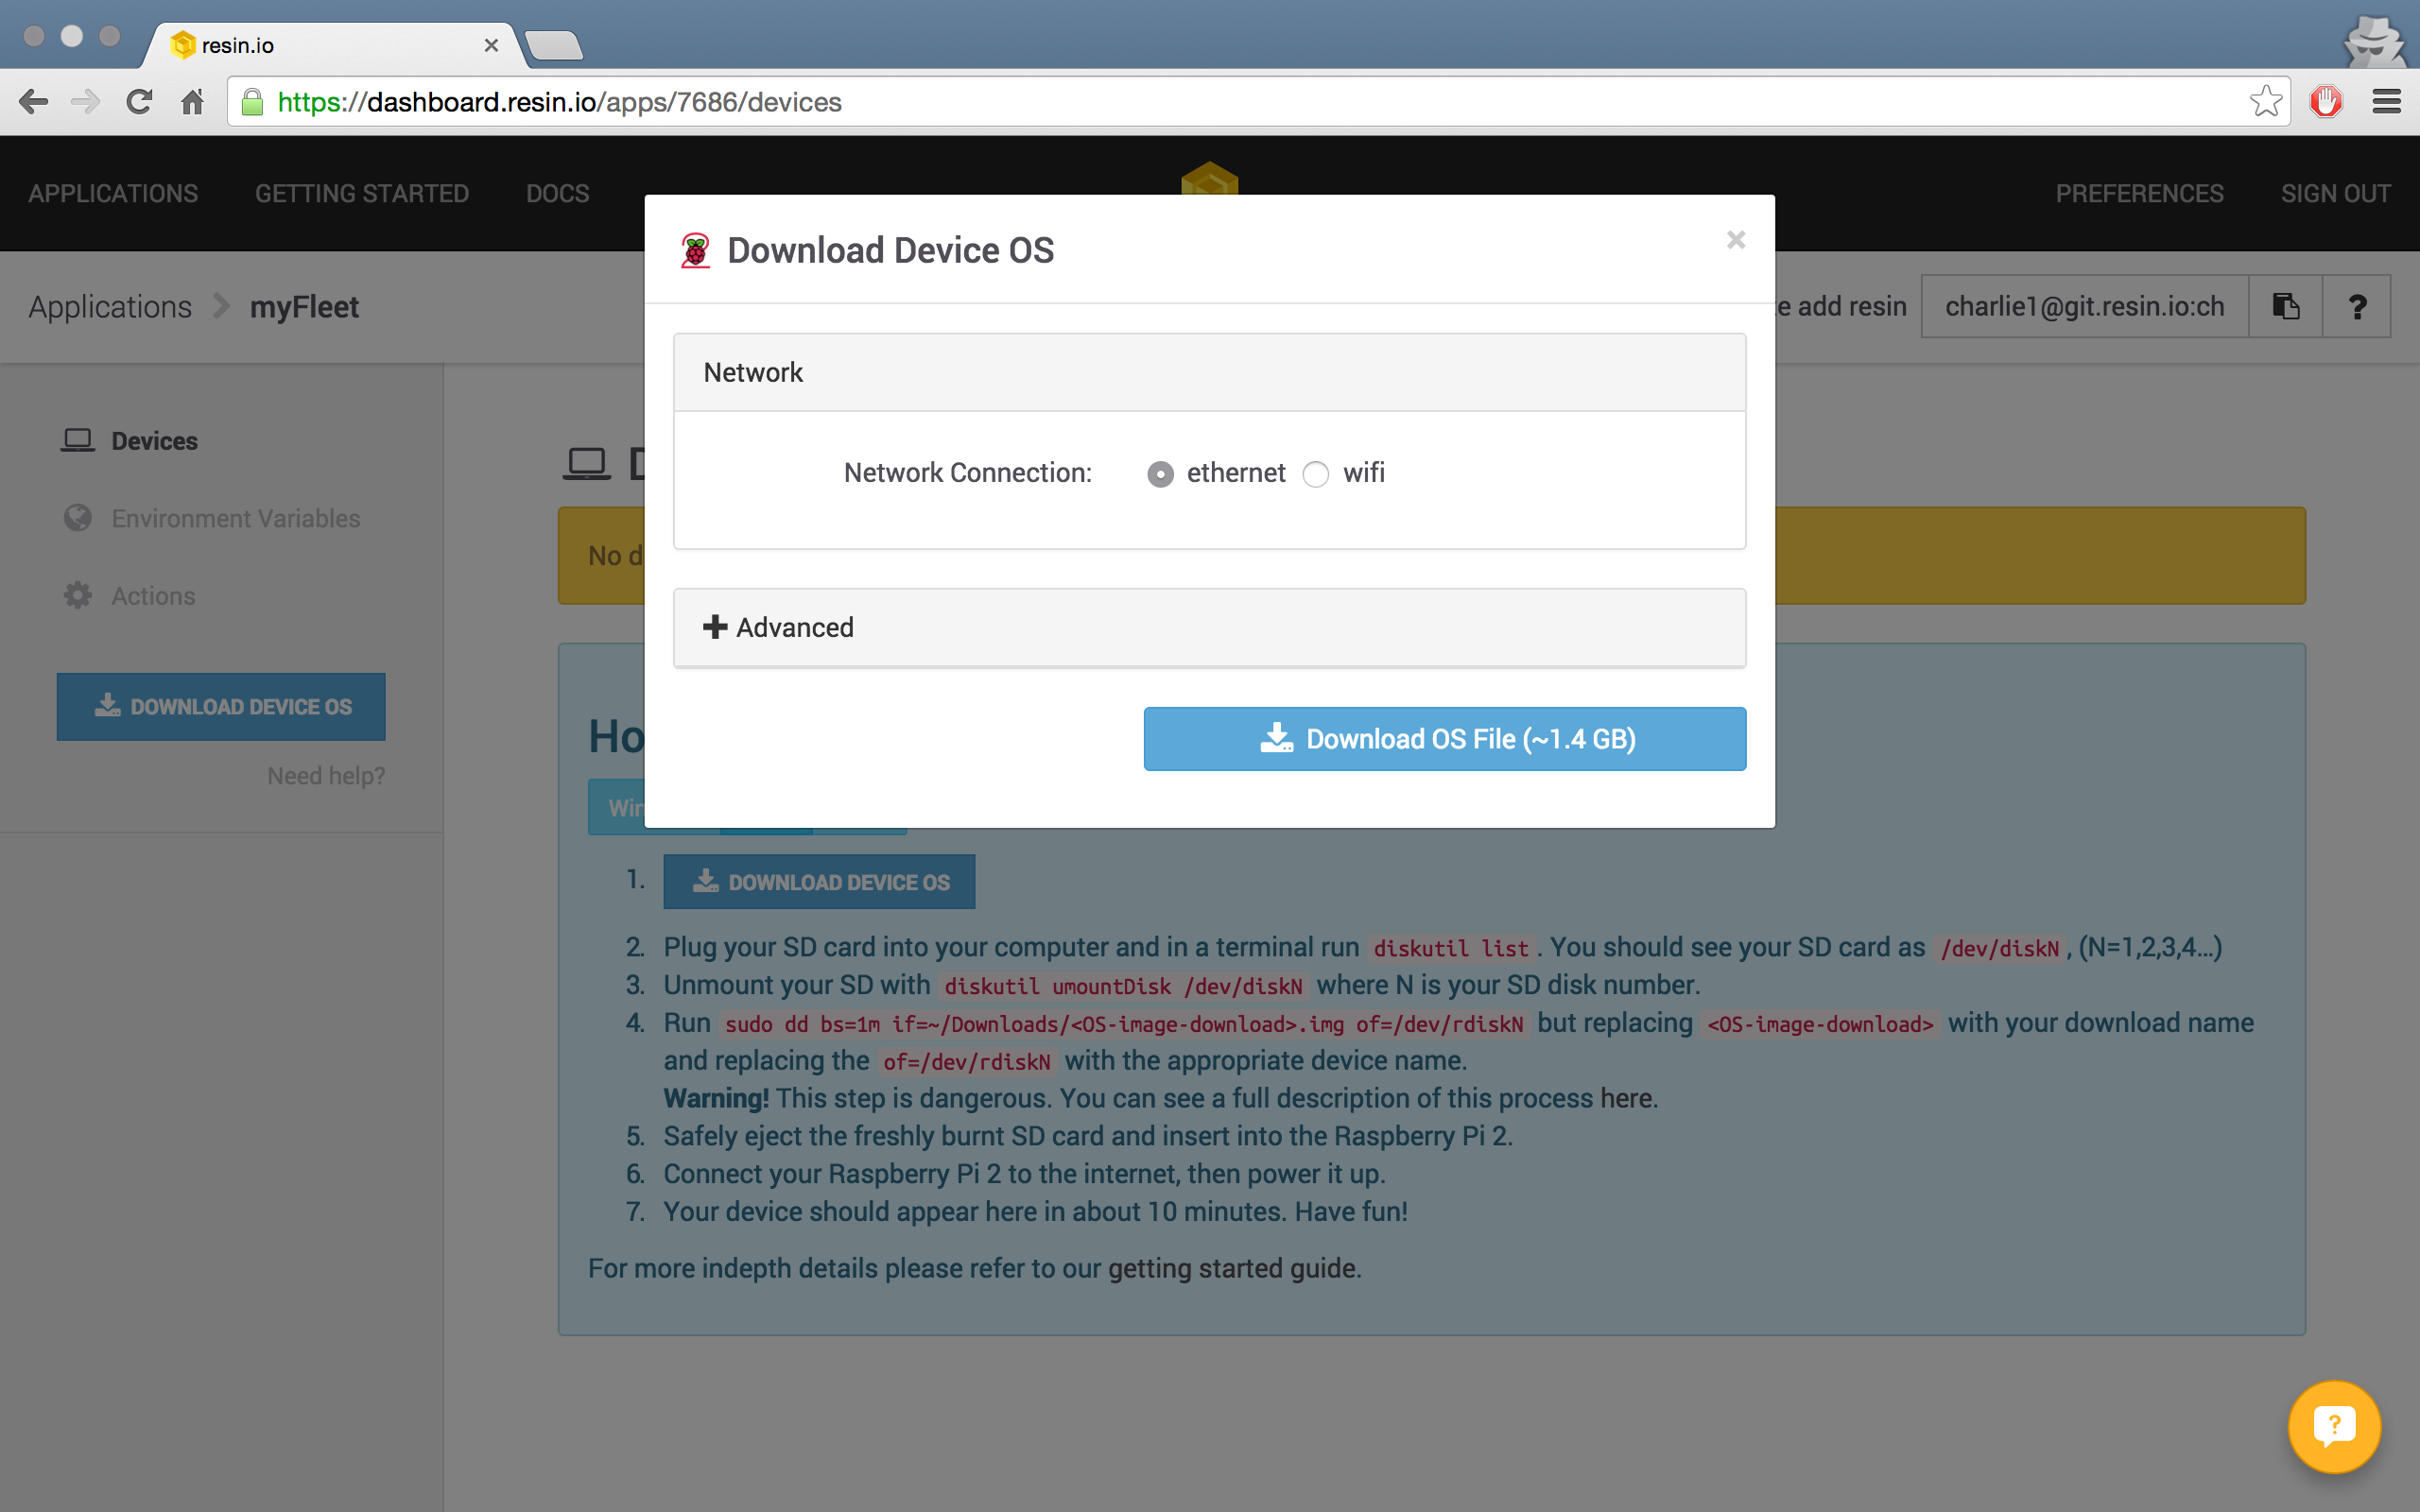 resin.io
https://dashboard.resin.io/apps/7686/devices
APPLICATIONS GETTING STARTED DOCS PREFERENCES SIGN OUT
Download Device OS
Applications myFleet
add resin charlie1@git.resin.io:ch ?
Network
Devices
Network Connection: ethernet wifi
Environment Variables
No
Actions
Advanced
DOWNLOAD DEVICE OS
Download OS File (~1.4 GB)
Need help?
1. DOWNLOAD DEVICE OS
2. Plug your SD card into your computer and in a terminal run diskutil list. You should see your SD card as /dev/diskN, (N=1,2,3,4...)
3. Unmount your SD with diskutil umountDisk /dev/diskN where N is your SD disk number.
4. Run sudo dd bs=1m if=~/Downloads/<OS-image-download>.img of=/dev/rdiskN but replacing <OS-image-download> with your download name
and replacing the of=/dev/rdiskN with the appropriate device name.
Warning! This step is dangerous. You can see a full description of this process here.
5. Safely eject the freshly burnt SD card and insert into the Raspberry Pi 2.
6. Connect your Raspberry Pi 2 to the internet, then power it up.
7. Your device should appear here in about 10 minutes. Have fun!
For more indepth details please refer to our getting started guide.